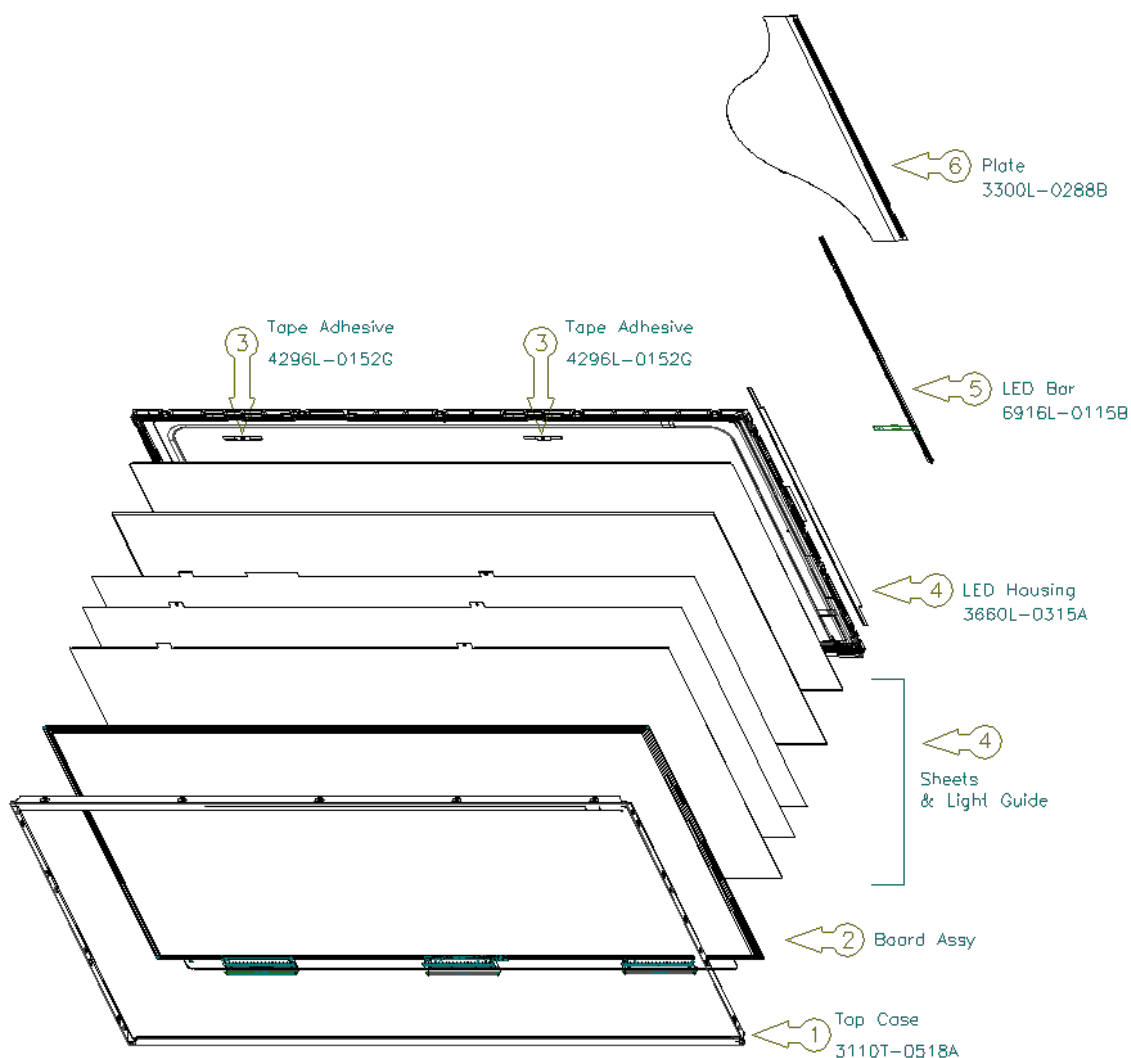 6 Plate
3300L-0288B
5 LED Bar
6916L-0115B
3 Tape Adhesive
4296L-0152G
3 Tape Adhesive
4296L-0152G
4 LED Housing
3660L-0315A
4
Sheets
& Light Guide
2 Board Assy
1 Top Case
3110T-0518A